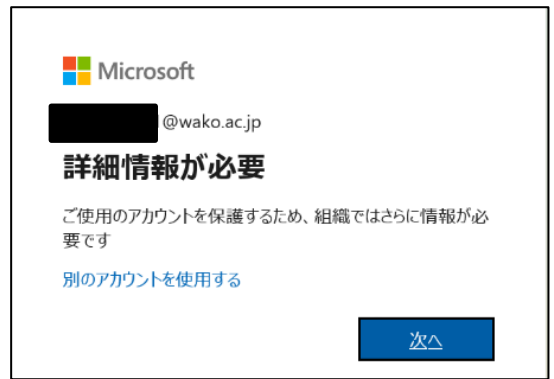 Microsoft
@wako.ac.jp
詳細情報が必要
ご使用のアカウントを保護するため、組織ではさらに情報が必
要です
別のアカウントを使用する
次へ